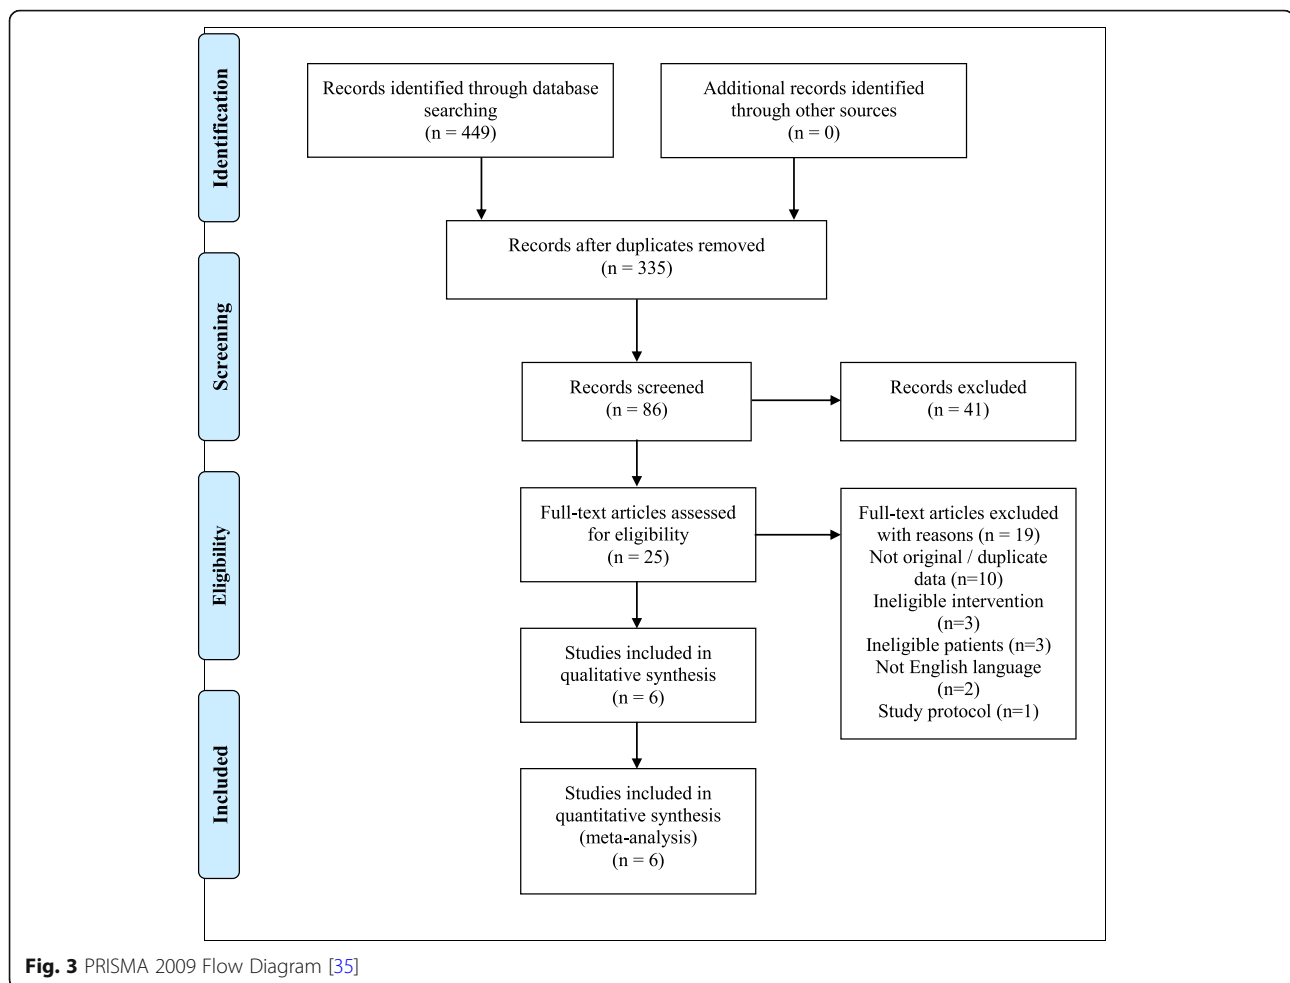 Identification
Records identified through database
searching
(n = 449)
Additional records identified
through other sources
(n = 0)
Records after duplicates removed
(n = 335)
Screening
Records screened
(n = 86)
Records excluded
(n = 41)
Eligibility
Full-text articles assessed
for eligibility
(n = 25)
Full-text articles excluded
with reasons (n = 19)
Not original / duplicate
data (n=10)
Ineligible intervention
(n=3)
Ineligible patients (n=3)
Not English language
(n=2)
Study protocol (n=1)
Studies included in
qualitative synthesis
(n = 6)
Included
Studies included in
quantitative synthesis
(meta-analysis)
(n = 6)
Fig. 3 PRISMA 2009 Flow Diagram [35]